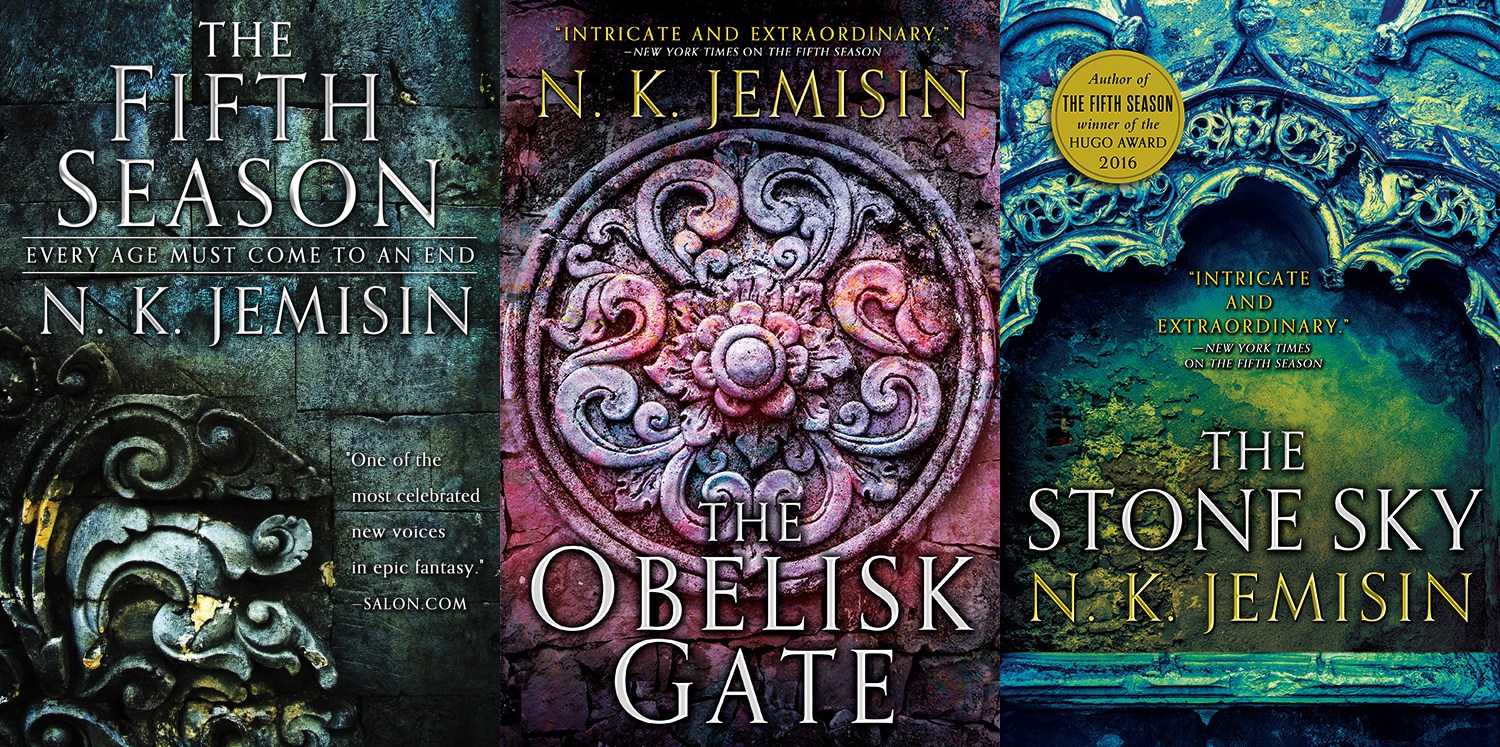 THE
FIFTH
SEASON
EVERY AGE MUST COME TO AN END
N. K. JEMISIN
"One of the
most celebrated
new voices
in epic fantasy."
—SALON.COM
“INTRICATE AND EXTRAORDINARY.”
—NEW YORK TIMES ON THE FIFTH SEASON
N. K. JEMISIN
THE
OBELISK
GATE
Author of
THE FIFTH SEASON
winner of the
HUGO AWARD
2016
“INTRICATE
AND
EXTRAORDINARY.”
—NEW YORK TIMES
ON THE FIFTH SEASON
THE
STONE SKY
N. K. JEMISIN